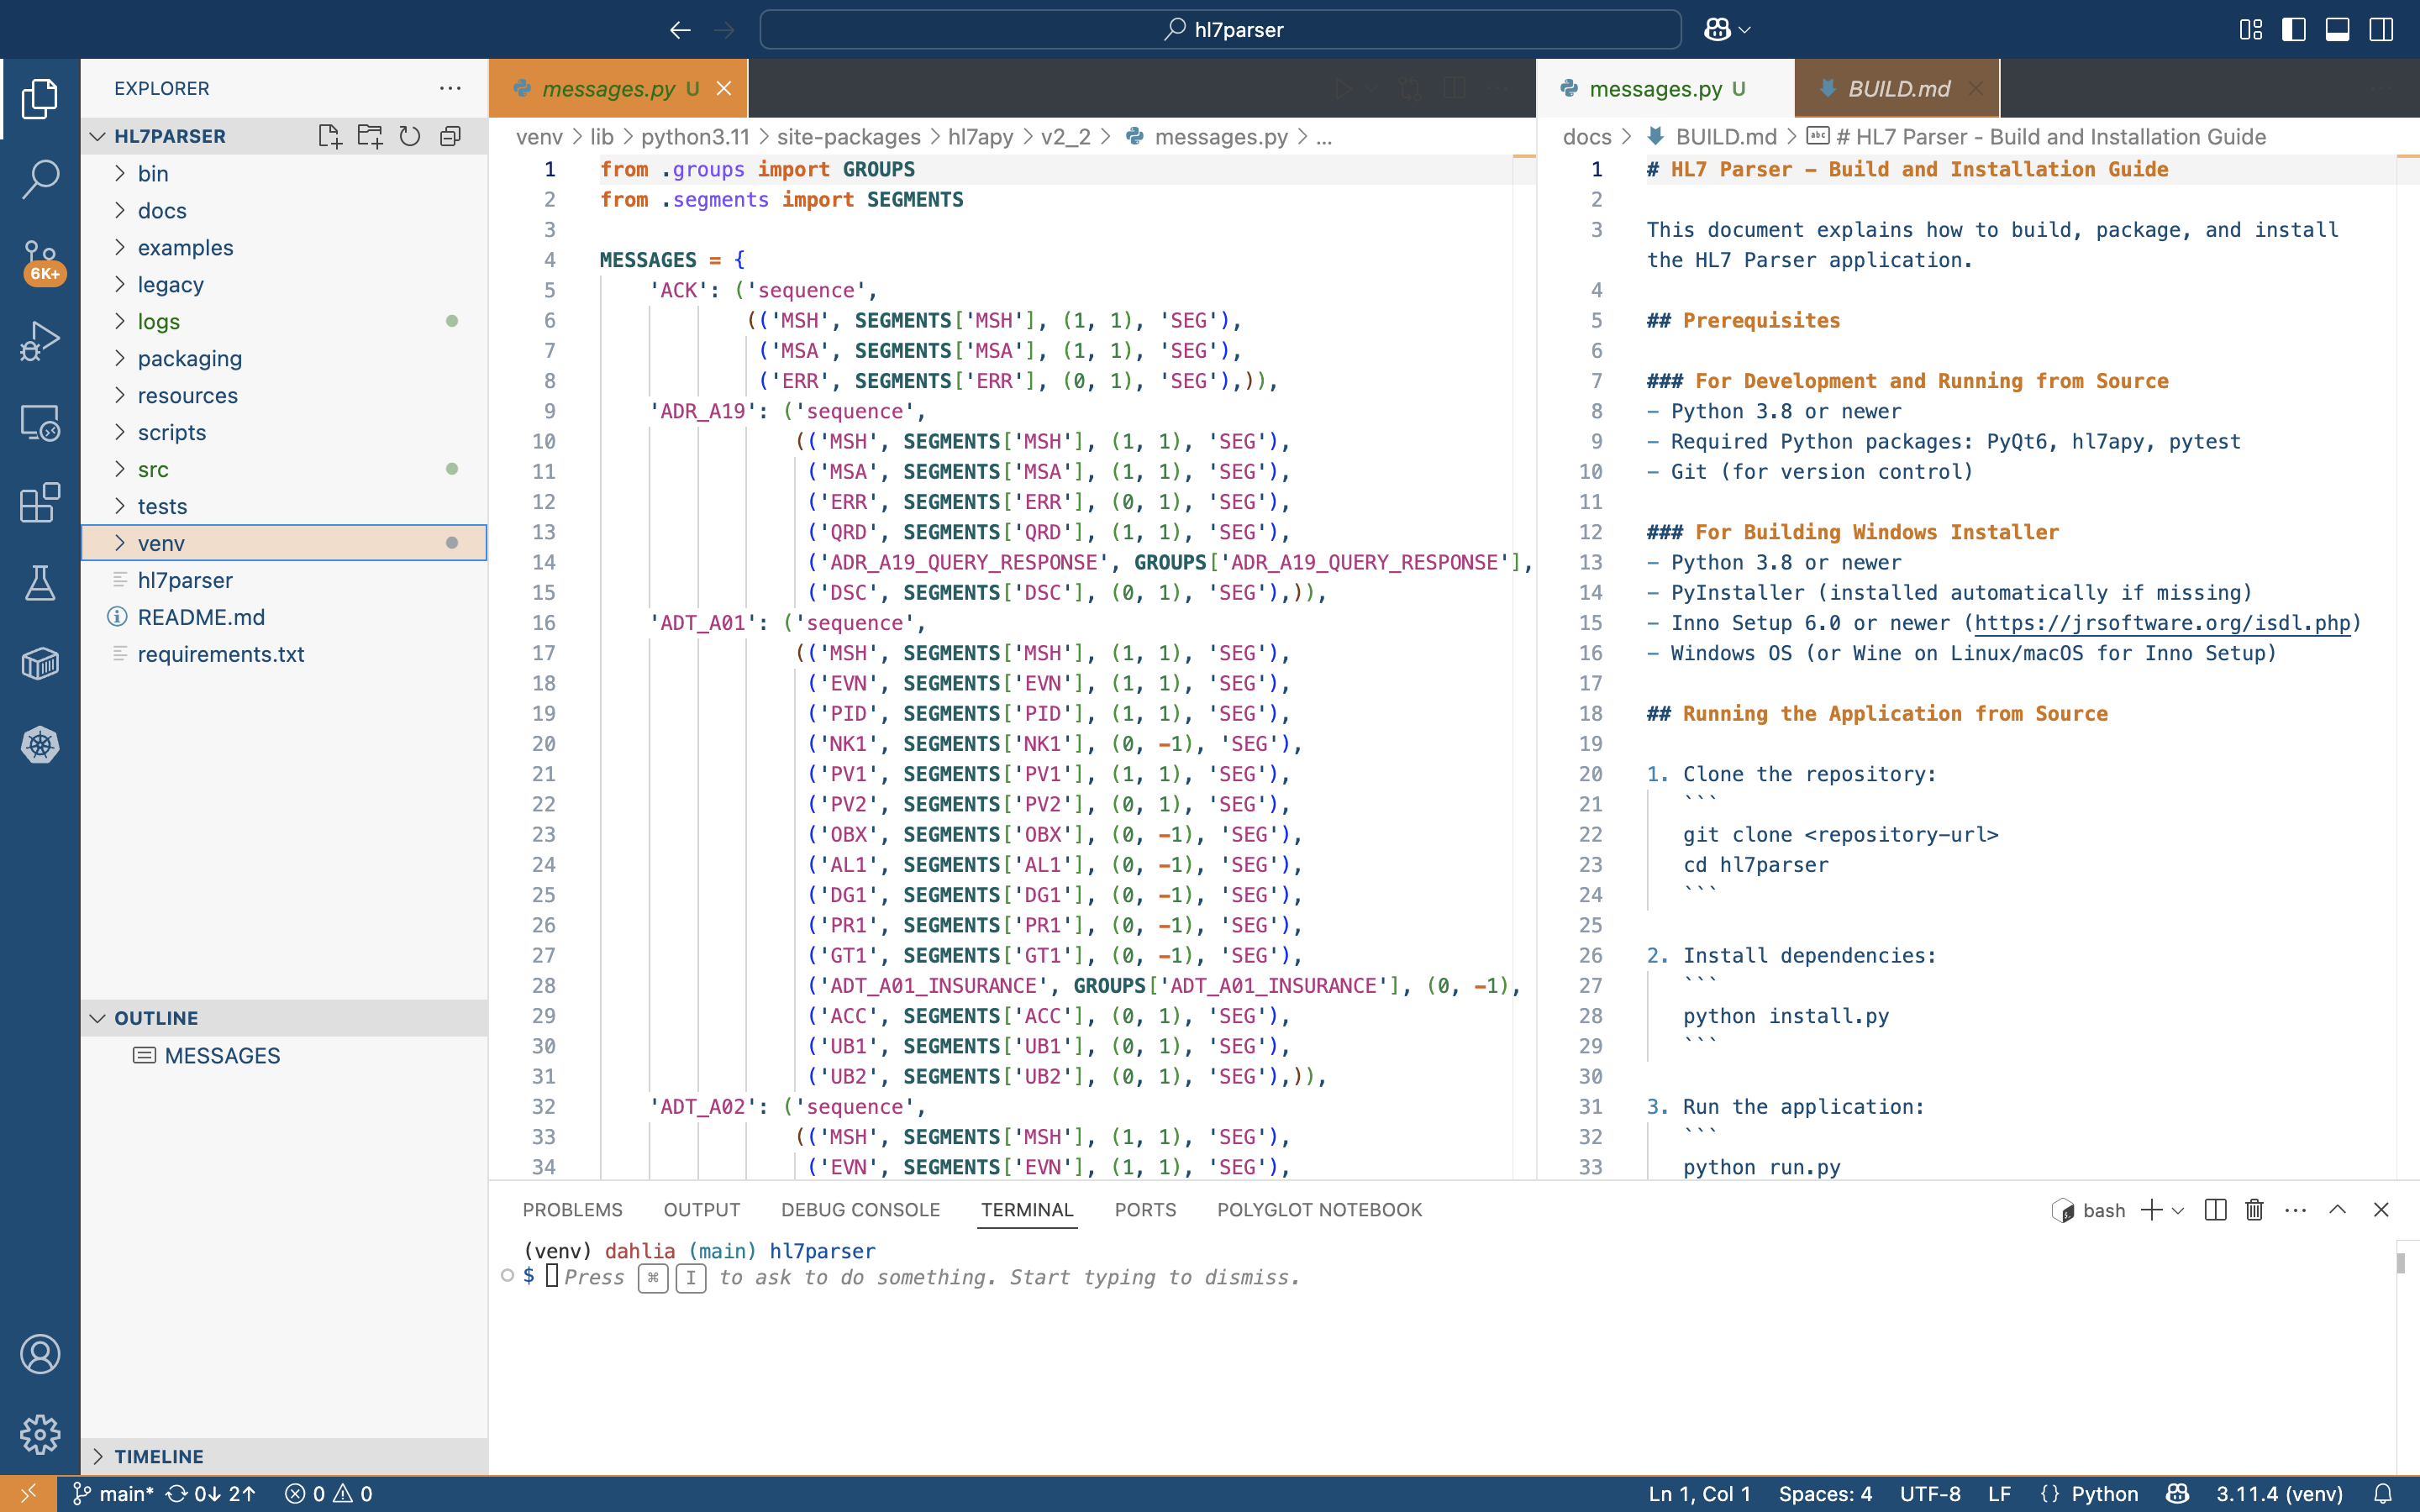 hl7parser
EXPLORER
HL7PARSER
bin
docs
examples
legacy
logs
packaging
resources
scripts
src
tests
venv
hl7parser
README.md
requirements.txt
OUTLINE
MESSAGES
TIMELINE
6K+
messages.py U
venv > lib > python3.11 > site-packages > hl7apy > v2_2 > messages.py > ...
1 from .groups import GROUPS
2 from .segments import SEGMENTS
3
4 MESSAGES = {
5 'ACK': ('sequence',
6 (('MSH', SEGMENTS['MSH'], (1, 1), 'SEG'),
7 ('MSA', SEGMENTS['MSA'], (1, 1), 'SEG'),
8 ('ERR', SEGMENTS['ERR'], (0, 1), 'SEG'),)),
9 'ADR_A19': ('sequence',
10 (('MSH', SEGMENTS['MSH'], (1, 1), 'SEG'),
11 ('MSA', SEGMENTS['MSA'], (1, 1), 'SEG'),
12 ('ERR', SEGMENTS['ERR'], (0, 1), 'SEG'),
13 ('QRD', SEGMENTS['QRD'], (1, 1), 'SEG'),
14 ('ADR_A19_QUERY_RESPONSE', GROUPS['ADR_A19_QUERY_RESPONSE'],
15 ('DSC', SEGMENTS['DSC'], (0, 1), 'SEG'),)),
16 'ADT_A01': ('sequence',
17 (('MSH', SEGMENTS['MSH'], (1, 1), 'SEG'),
18 ('EVN', SEGMENTS['EVN'], (1, 1), 'SEG'),
19 ('PID', SEGMENTS['PID'], (1, 1), 'SEG'),
20 ('NK1', SEGMENTS['NK1'], (0, -1), 'SEG'),
21 ('PV1', SEGMENTS['PV1'], (1, 1), 'SEG'),
22 ('PV2', SEGMENTS['PV2'], (0, 1), 'SEG'),
23 ('OBX', SEGMENTS['OBX'], (0, -1), 'SEG'),
24 ('AL1', SEGMENTS['AL1'], (0, -1), 'SEG'),
25 ('DG1', SEGMENTS['DG1'], (0, -1), 'SEG'),
26 ('PR1', SEGMENTS['PR1'], (0, -1), 'SEG'),
27 ('GT1', SEGMENTS['GT1'], (0, -1), 'SEG'),
28 ('ADT_A01_INSURANCE', GROUPS['ADT_A01_INSURANCE'], (0, -1),
29 ('ACC', SEGMENTS['ACC'], (0, 1), 'SEG'),
30 ('UB1', SEGMENTS['UB1'], (0, 1), 'SEG'),
31 ('UB2', SEGMENTS['UB2'], (0, 1), 'SEG'),)),
32 'ADT_A02': ('sequence',
33 (('MSH', SEGMENTS['MSH'], (1, 1), 'SEG'),
34 ('EVN', SEGMENTS['EVN'], (1, 1), 'SEG'),
messages.py U BUILD.md
docs > BUILD.md > # HL7 Parser - Build and Installation Guide
1 # HL7 Parser – Build and Installation Guide
2
3 This document explains how to build, package, and install
the HL7 Parser application.
4
5 ## Prerequisites
6
7 ### For Development and Running from Source
8 - Python 3.8 or newer
9 - Required Python packages: PyQt6, hl7apy, pytest
10 - Git (for version control)
11
12 ### For Building Windows Installer
13 - Python 3.8 or newer
14 - PyInstaller (installed automatically if missing)
15 - Inno Setup 6.0 or newer (https://jrsoftware.org/isdl.php)
16 - Windows OS (or Wine on Linux/macOS for Inno Setup)
17
18 ## Running the Application from Source
19
20 1. Clone the repository:
21 ```
22 git clone <repository-url>
23 cd hl7parser
24 ```
25
26 2. Install dependencies:
27 ```
28 python install.py
29 ```
30
31 3. Run the application:
32 ```
33 python run.py
PROBLEMS OUTPUT DEBUG CONSOLE TERMINAL PORTS POLYGLOT NOTEBOOK
bash
(venv) dahlia (main) hl7parser
$ Press ⌘ I to ask to do something. Start typing to dismiss.
main* 0↓ 2↑ 0 0
Ln 1, Col 1 Spaces: 4 UTF-8 LF {} Python 3.11.4 (venv)